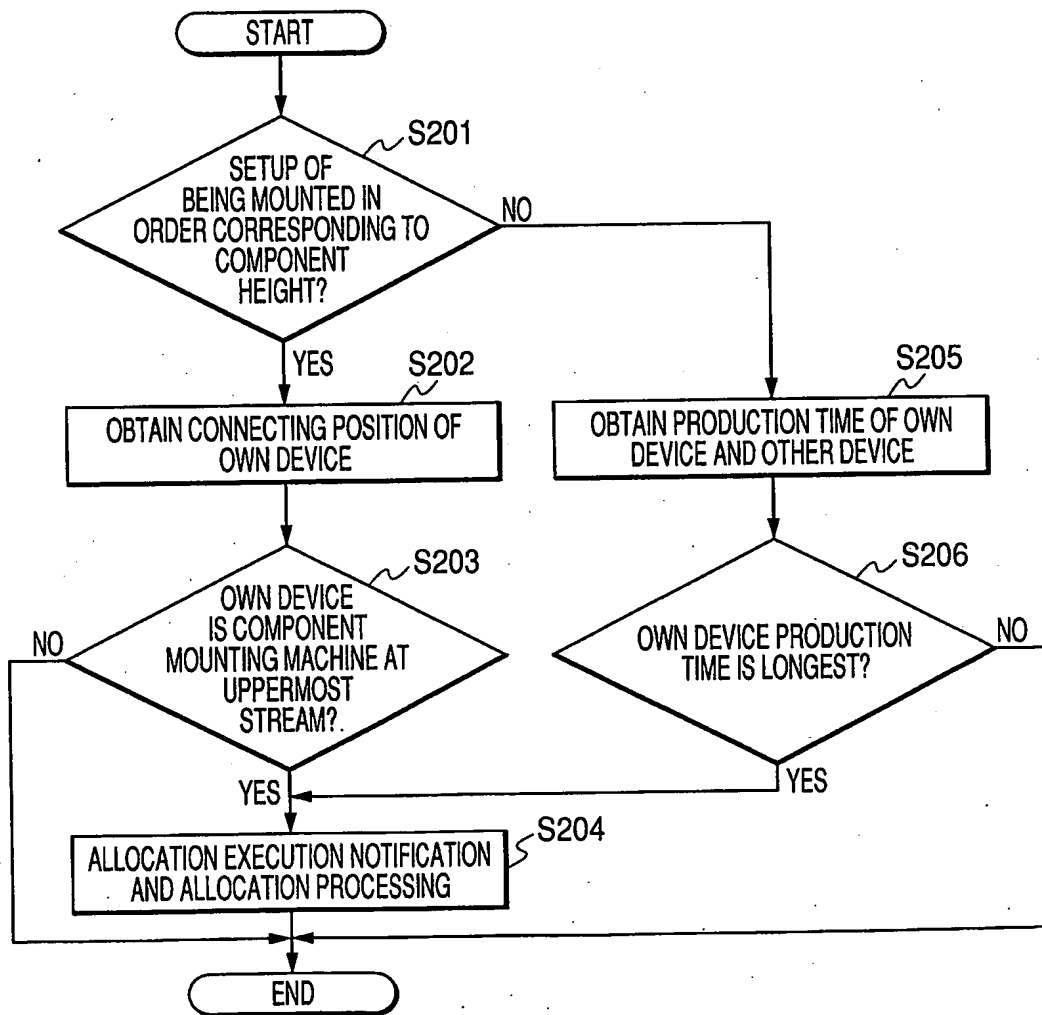 START
S201
SETUP OF
BEING MOUNTED IN
ORDER CORRESPONDING TO
COMPONENT
HEIGHT?
NO
YES
S202
OBTAIN CONNECTING POSITION OF
OWN DEVICE
S205
OBTAIN PRODUCTION TIME OF OWN
DEVICE AND OTHER DEVICE
S203
OWN DEVICE
IS COMPONENT
MOUNTING MACHINE AT
UPPERMOST
STREAM?.
NO
YES
S206
OWN DEVICE PRODUCTION
TIME IS LONGEST?
NO
YES
S204
ALLOCATION EXECUTION NOTIFICATION
AND ALLOCATION PROCESSING
END